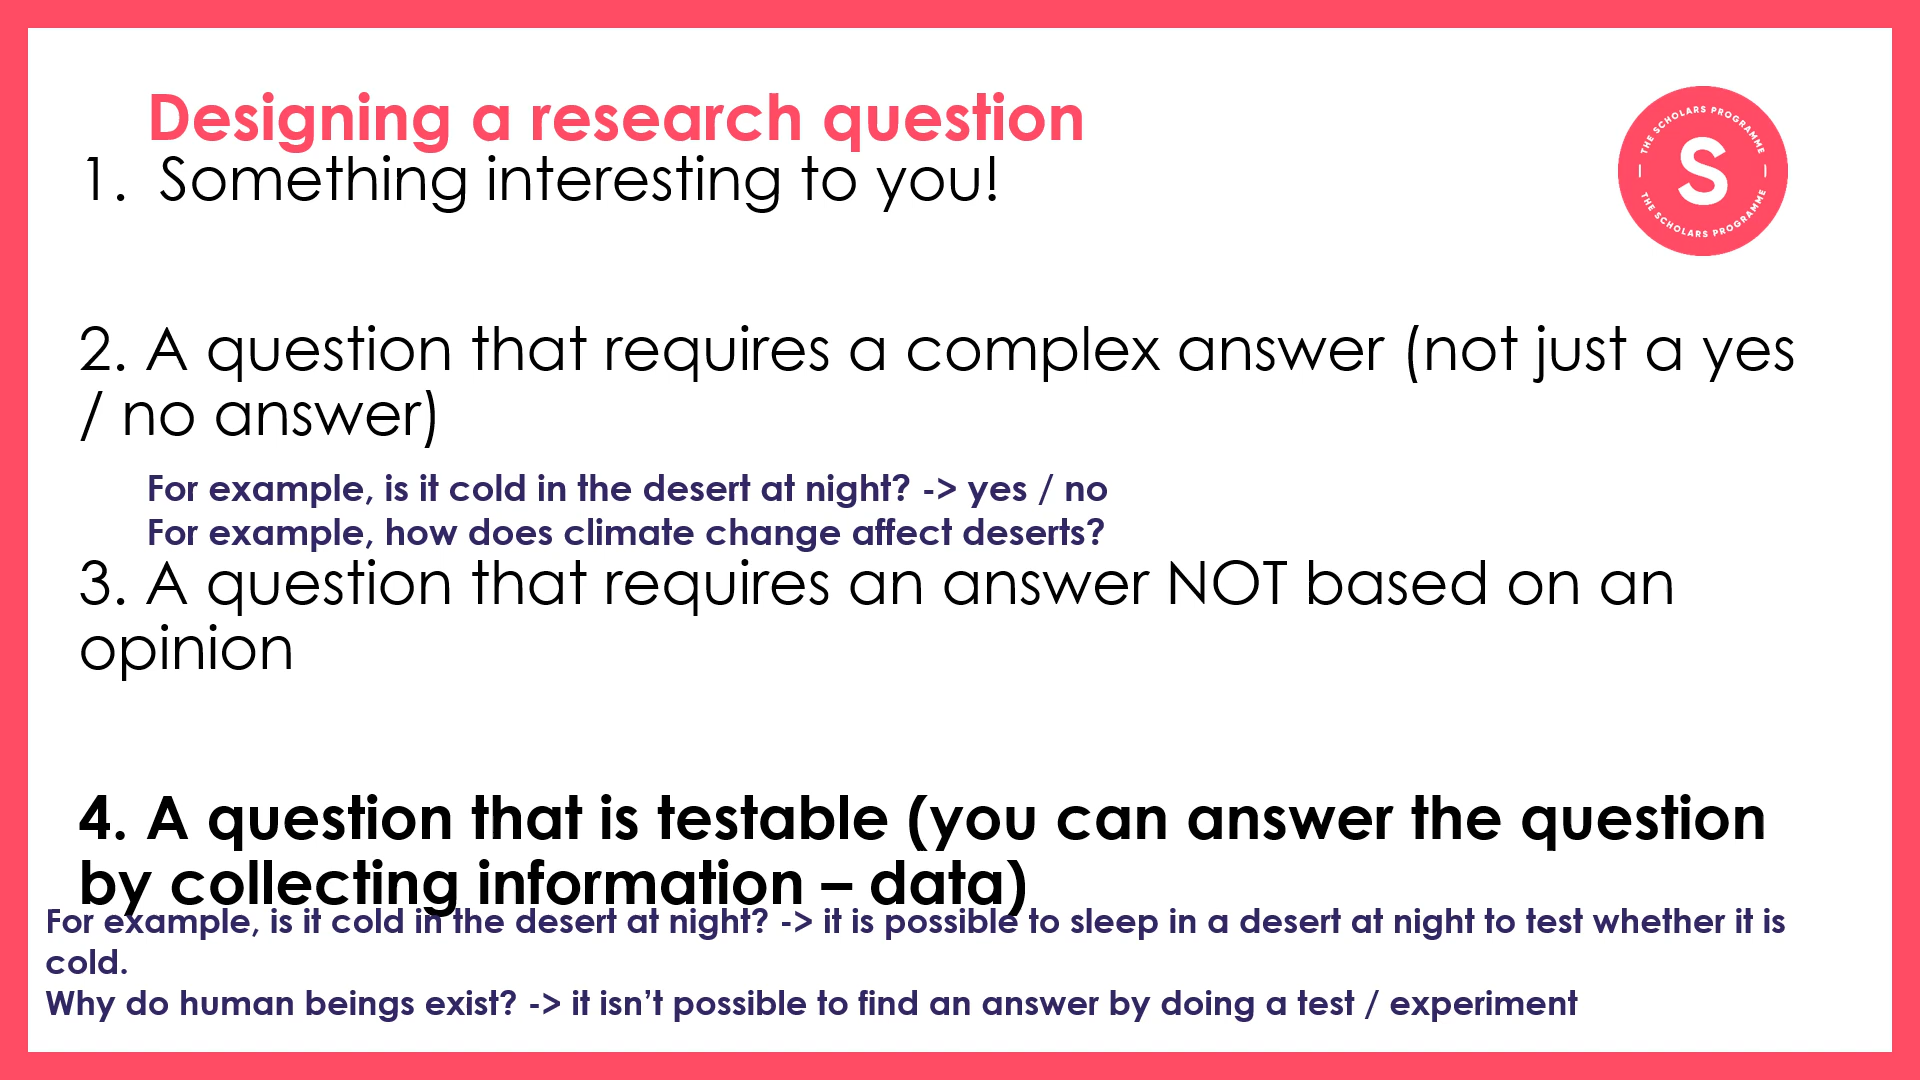 Designing a research question
THE SCHOLARS PROGRAMME
S
THE SCHOLARS PROGRAMME
1. Something interesting to you!
2. A question that requires a complex answer (not just a yes
/ no answer)
For example, is it cold in the desert at night? -> yes / no
For example, how does climate change affect deserts?
3. A question that requires an answer NOT based on an
opinion
4. A question that is testable (you can answer the question
by collecting information – data)
For example, is it cold in the desert at night? -> it is possible to sleep in a desert at night to test whether it is
cold.
Why do human beings exist? -> it isn’t possible to find an answer by doing a test / experiment